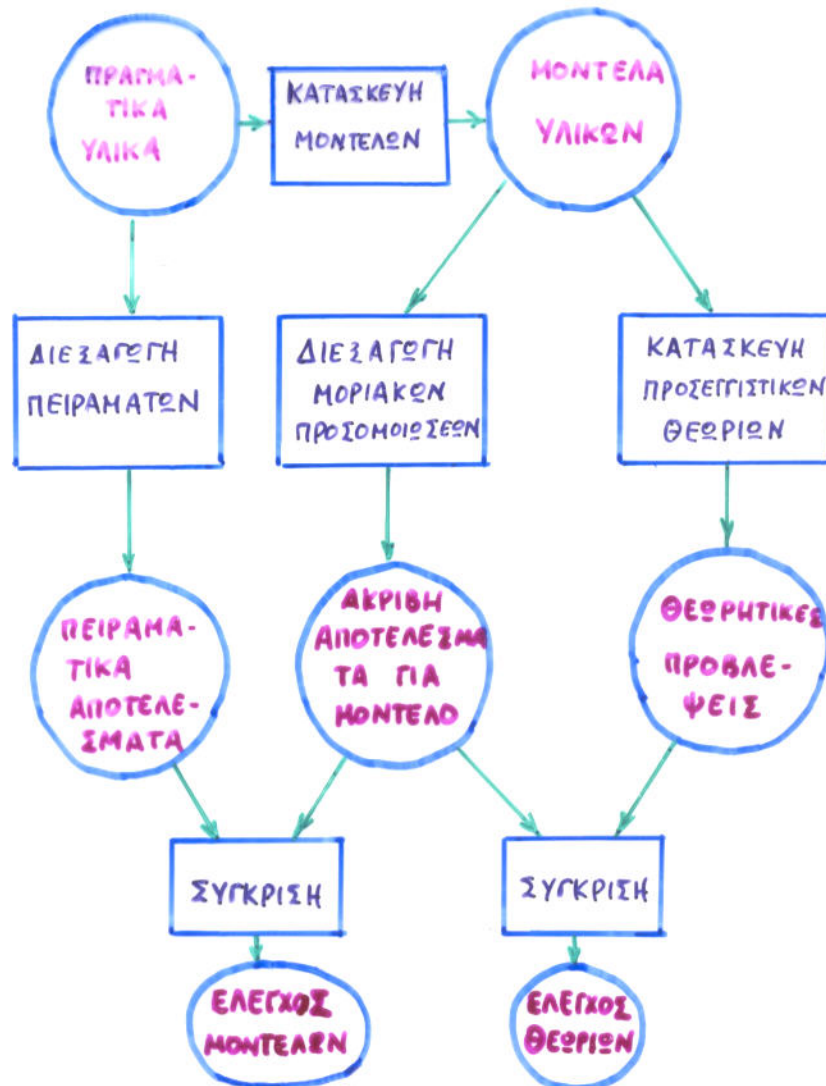 ΠΡΑΓΜΑ-
ΤΙΚΑ
ΥΛΙΚΑ
ΚΑΤΑΣΚΕΥΗ
ΜΟΝΤΕΛΩΝ
ΜΟΝΤΕΛΑ
ΥΛΙΚΩΝ
ΔΙΕΞΑΓΩΓΗ
ΠΕΙΡΑΜΑΤΩΝ
ΔΙΕΞΑΓΩΓΗ
ΜΟΡΙΑΚΩΝ
ΠΡΟΣΟΜΟΙΩΣΕΩΝ
ΚΑΤΑΣΚΕΥΗ
ΠΡΟΣΕΓΓΙΣΤΙΚΩΝ
ΘΕΩΡΙΩΝ
ΠΕΙΡΑΜΑ-
ΤΙΚΑ
ΑΠΟΤΕΛΕ-
ΣΜΑΤΑ
ΑΚΡΙΒΗ
ΑΠΟΤΕΛΕΣΜΑ
ΤΑ ΓΙΑ
ΜΟΝΤΕΛΟ
ΘΕΩΡΗΤΙΚΕΣ
ΠΡΟΒΛΕ-
ΨΕΙΣ
ΣΥΓΚΡΙΣΗ
ΣΥΓΚΡΙΣΗ
ΕΛΕΓΧΟΣ
ΜΟΝΤΕΛΩΝ
ΕΛΕΓΧΟΣ
ΘΕΩΡΙΩΝ